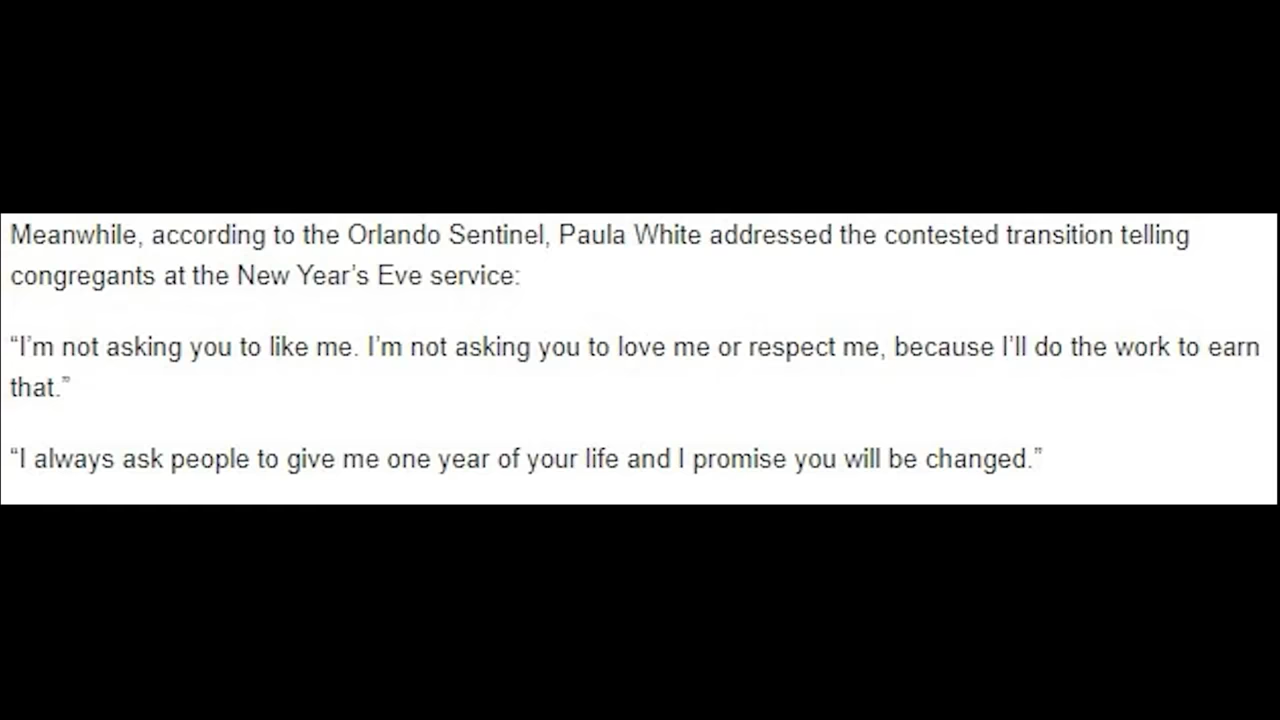 Meanwhile, according to the Orlando Sentinel, Paula White addressed the contested transition telling
congregants at the New Year’s Eve service:
“I’m not asking you to like me. I’m not asking you to love me or respect me, because I’ll do the work to earn
that.”
“I always ask people to give me one year of your life and I promise you will be changed.”